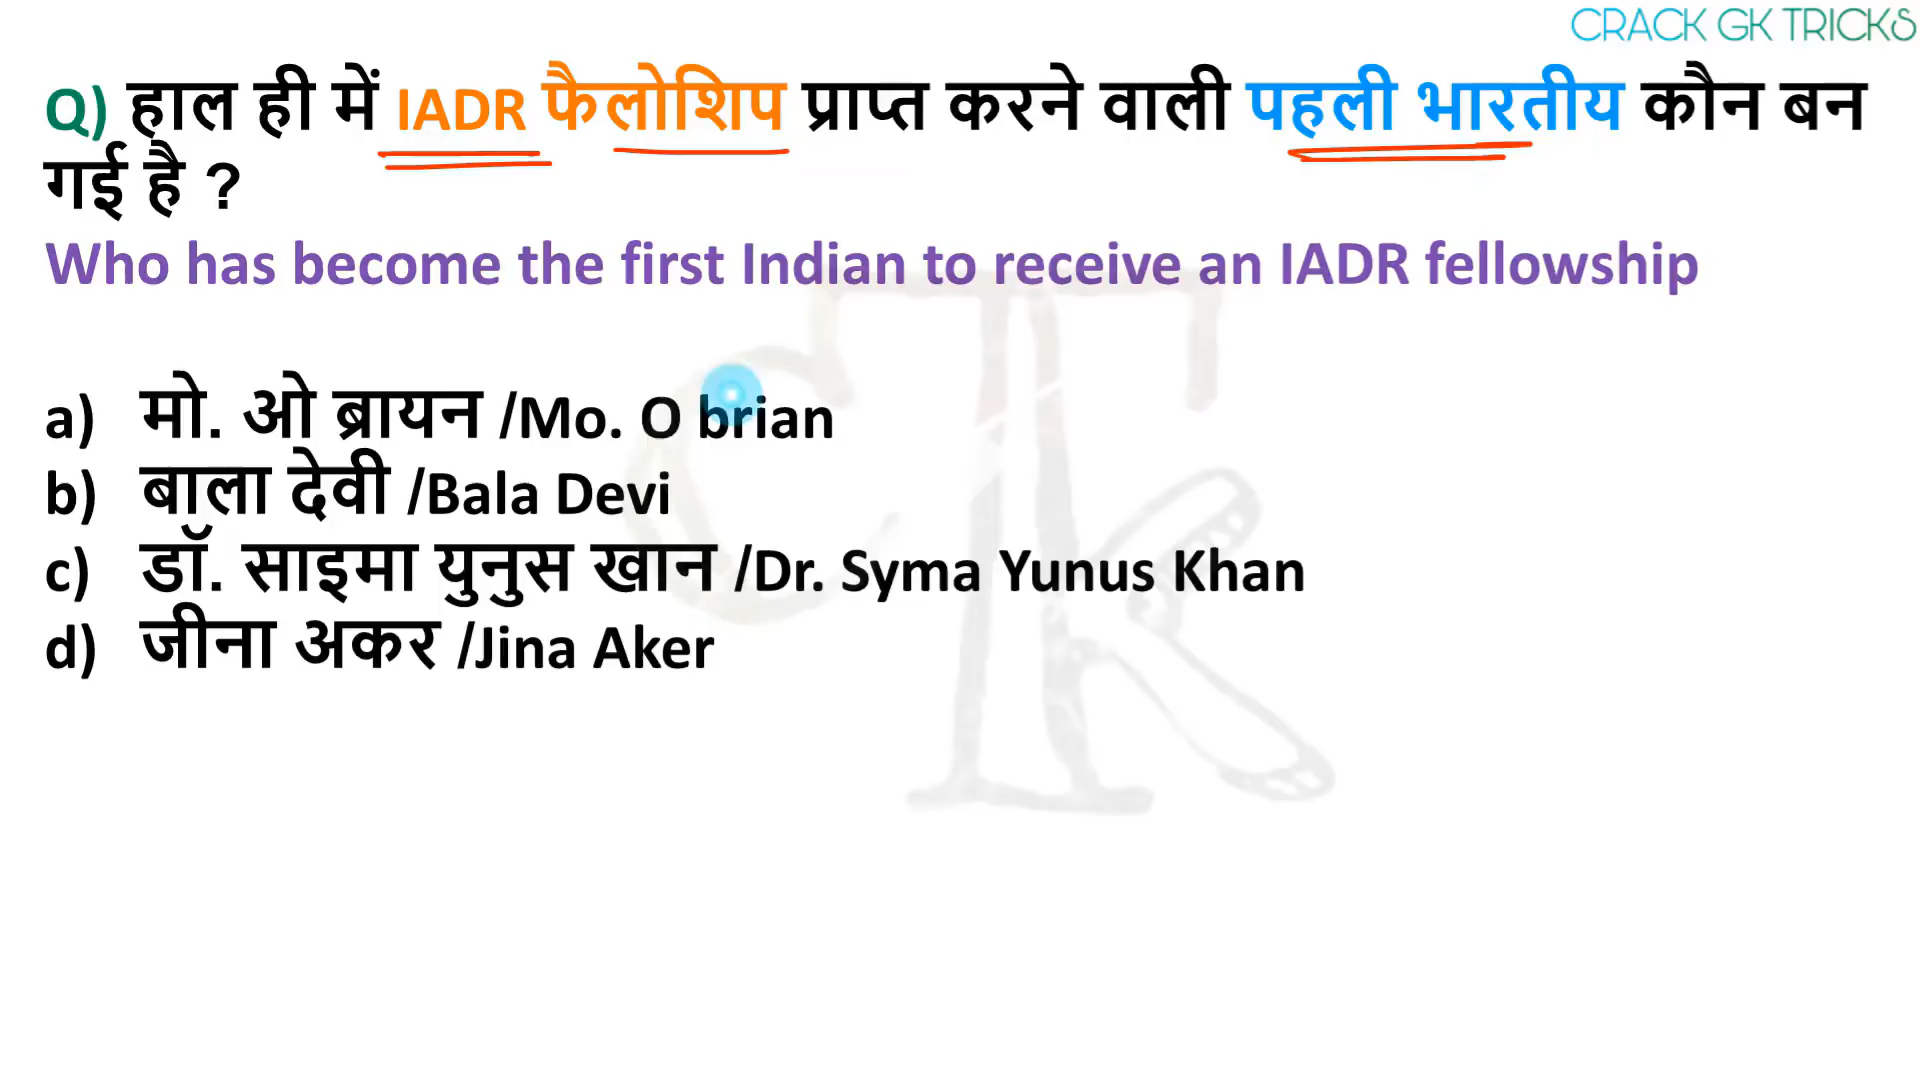 CRACK GK TRICKS
Q) हाल ही में IADR फैलोशिप प्राप्त करने वाली पहली भारतीय कौन बन
गई है ?
Who has become the first Indian to receive an IADR fellowship
a) मो. ओ ब्रायन /Mo. O brian
b) बाला देवी /Bala Devi
c) डॉ. साइमा युनुस खान /Dr. Syma Yunus Khan
d) जीना अकर /Jina Aker